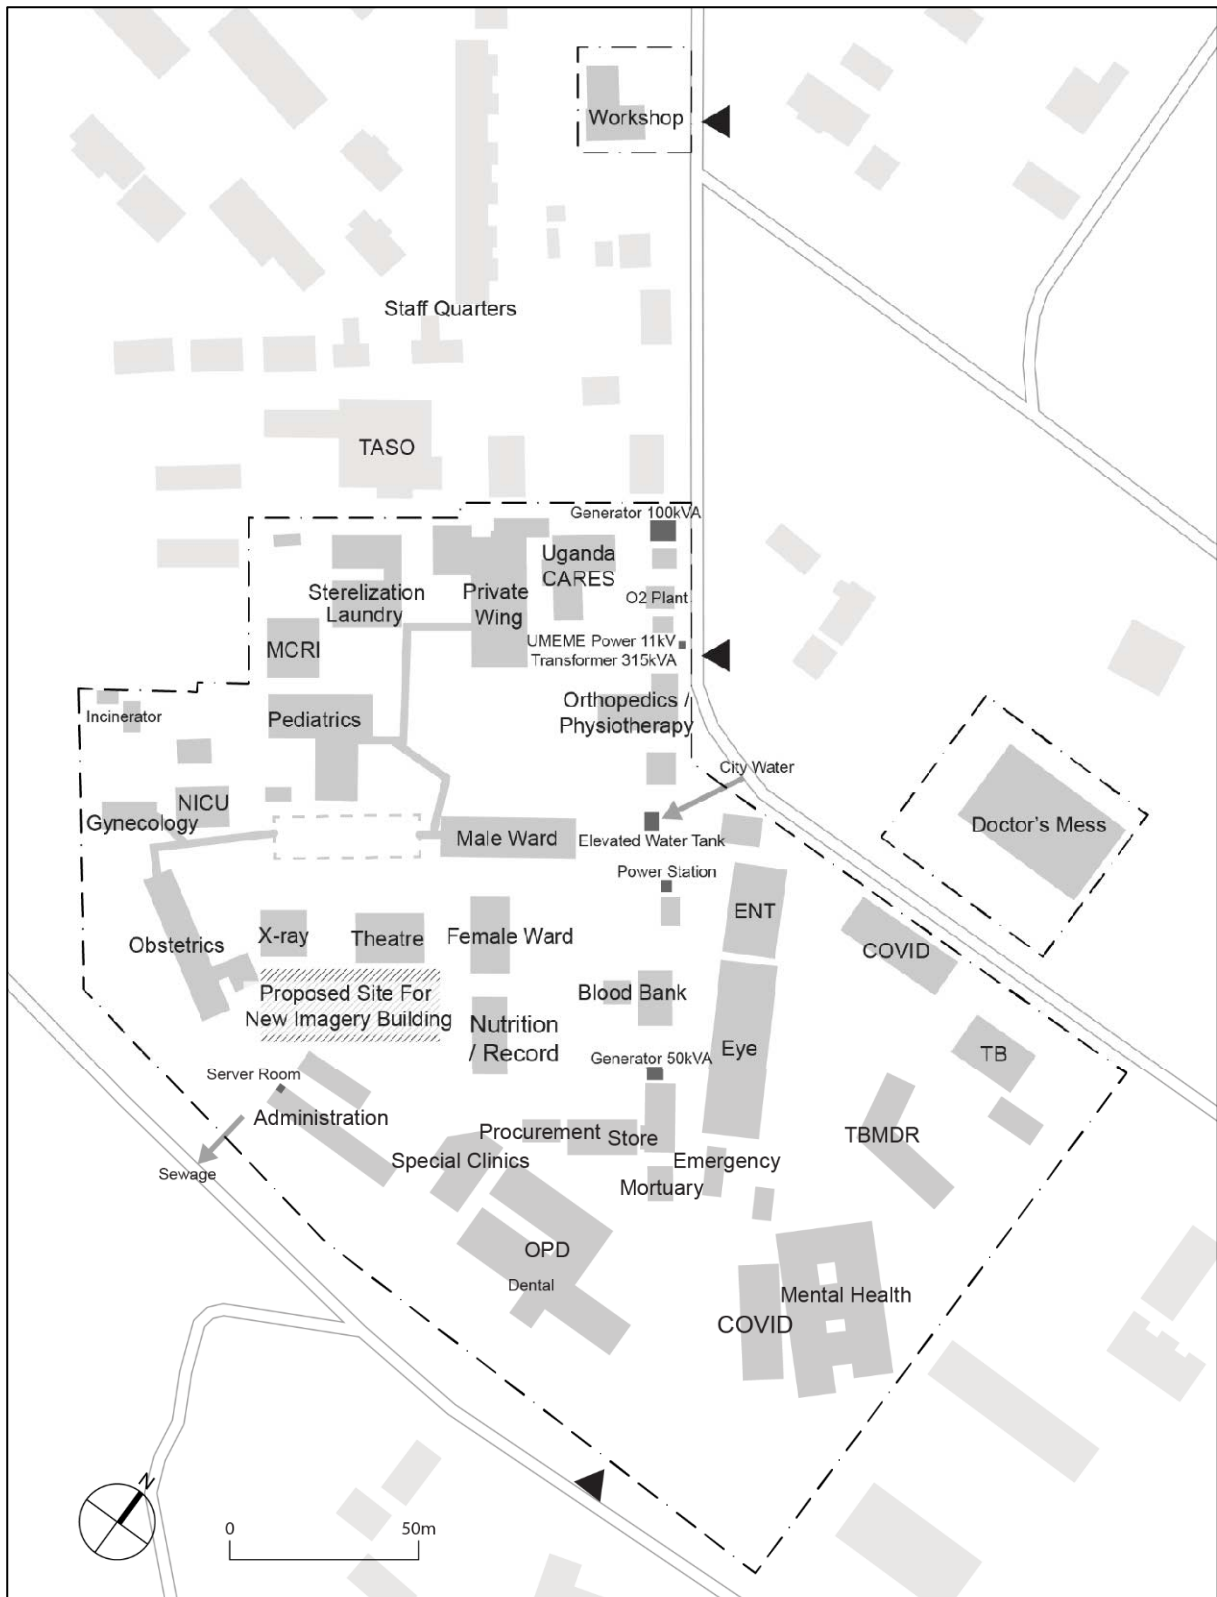 Workshop
Staff Quarters
TASO
Generator 100kVA
Uganda
CARES
Sterelization
Laundry
Private
Wing
O2 Plant
MCRI
UMEME Power 11kV
Transformer 315kVA
Incinerator
Pediatrics
Orthopedics /
Physiotherapy
City Water
NICU
Gynecology
Male Ward
Elevated Water Tank
Doctor's Mess
Power Station
ENT
Obstetrics
X-ray
Theatre
Female Ward
COVID
Proposed Site For
New Imagery Building
Blood Bank
Nutrition
/ Record
Eye
TB
Generator 50kVA
Server Room
Administration
Procurement
Store
TBMDR
Special Clinics
Emergency
Sewage
Mortuary
OPD
Dental
Mental Health
COVID
N
0
50m